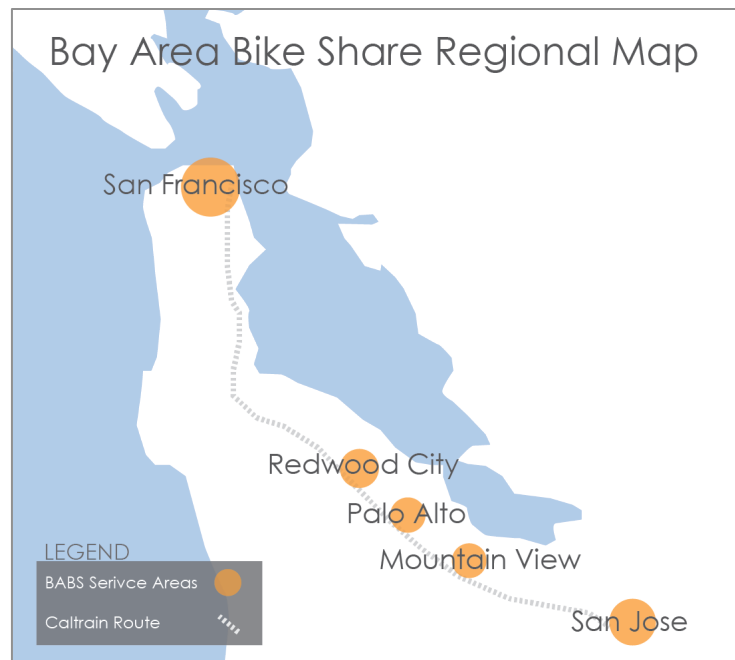 Bay Area Bike Share Regional Map
San Francisco
Redwood City
Palo Alto
Mountain View
San Jose
LEGEND
BABS Serivce Areas
Caltrain Route